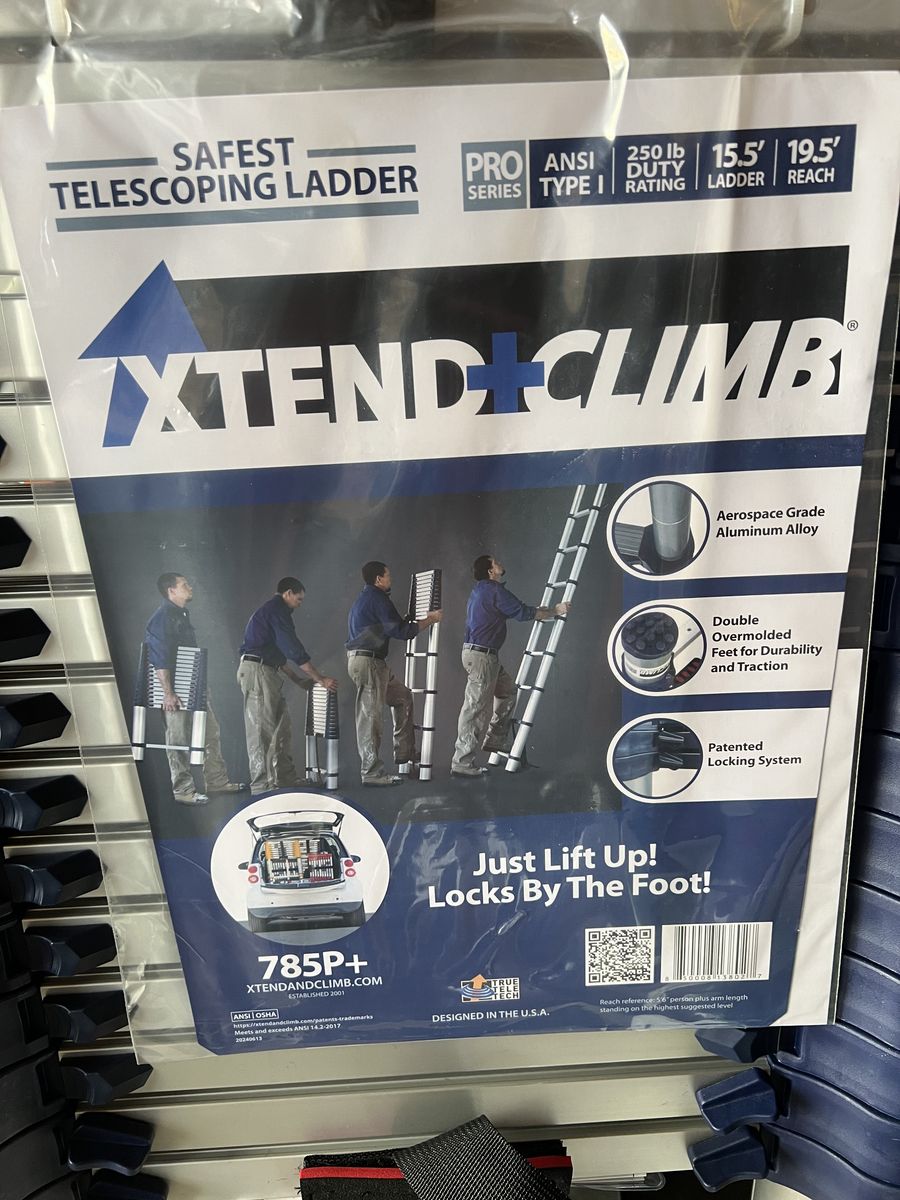 SAFEST
TELESCOPING LADDER
PRO
SERIES
ANSI
TYPE I
250 lb
DUTY
RATING
15.5'
LADDER
19.5'
REACH
XTEND+CLIMB®
Aerospace Grade
Aluminum Alloy
Double
Overmolded
Feet for Durability
and Traction
Patented
Locking System
Just Lift Up!
Locks By The Foot!
785P+
XTENDANDCLIMB.COM
ESTABLISHED 2001
ANSI OSHA
https://xtendandclimb.com/patents-trademarks
Meets and exceeds ANSI 14.2-2017
20240613
TRUE
TELE
TECH
DESIGNED IN THE U.S.A.
8 50008 13802 7
Reach reference: 5'6" person plus arm length
standing on the highest suggested level